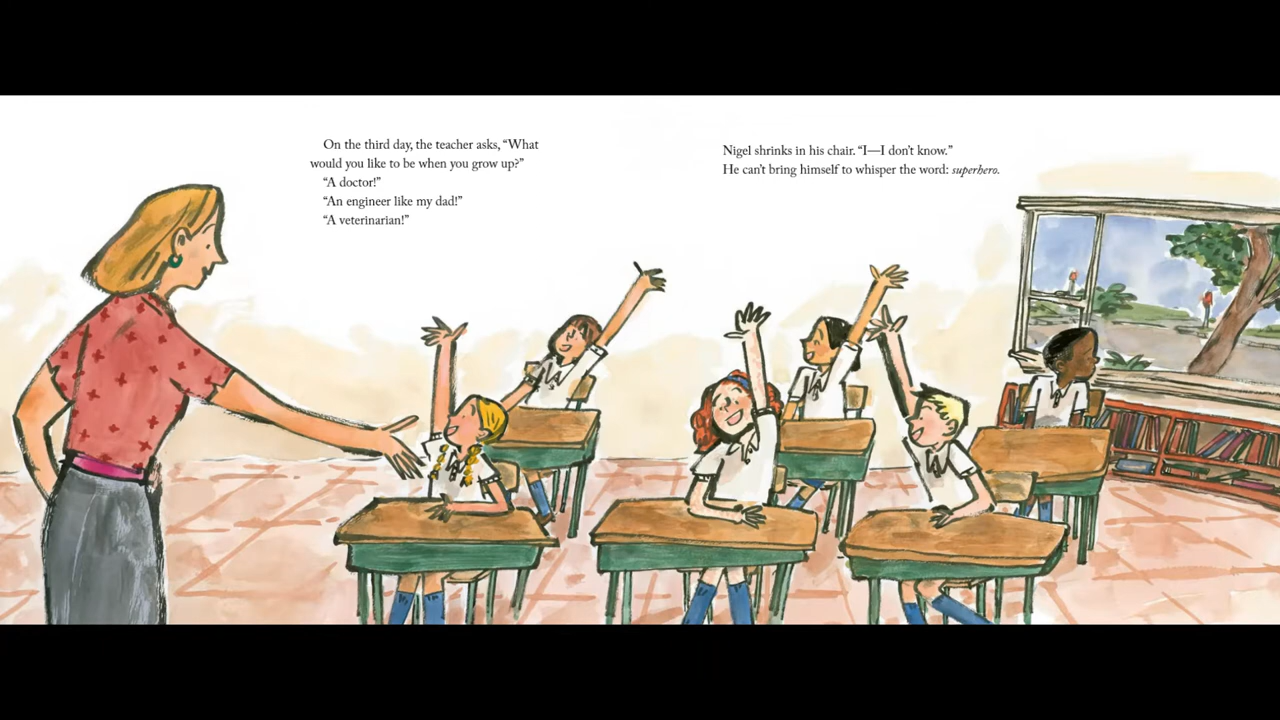 On the third day, the teacher asks, “What
would you like to be when you grow up?”
“A doctor!”
“An engineer like my dad!”
“A veterinarian!”
Nigel shrinks in his chair. “I—I don’t know.”
He can’t bring himself to whisper the word: superhero.